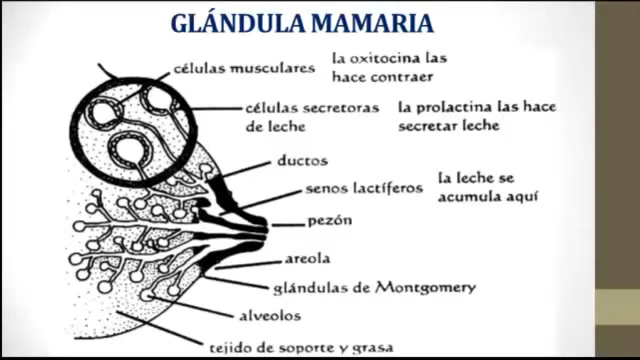 GLÁNDULA MAMARIA
células musculares
la oxitocina las
hace contraer
células secretoras
de leche
la prolactina las hace
secretar leche
ductos
senos lactíferos
la leche se
acumula aquí
pezón
areola
glándulas de Montgomery
alveolos
tejido de soporte y grasa